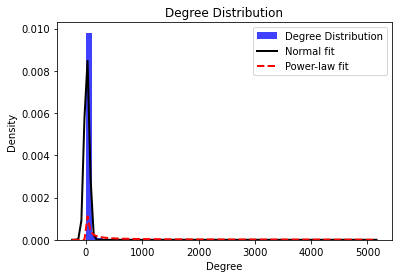 Degree Distribution
Degree Distribution
Normal fit
Power-law fit
0.010
0.008
0.006
0.004
0.002
0.000
Density
0 1000 2000 3000 4000 5000
Degree